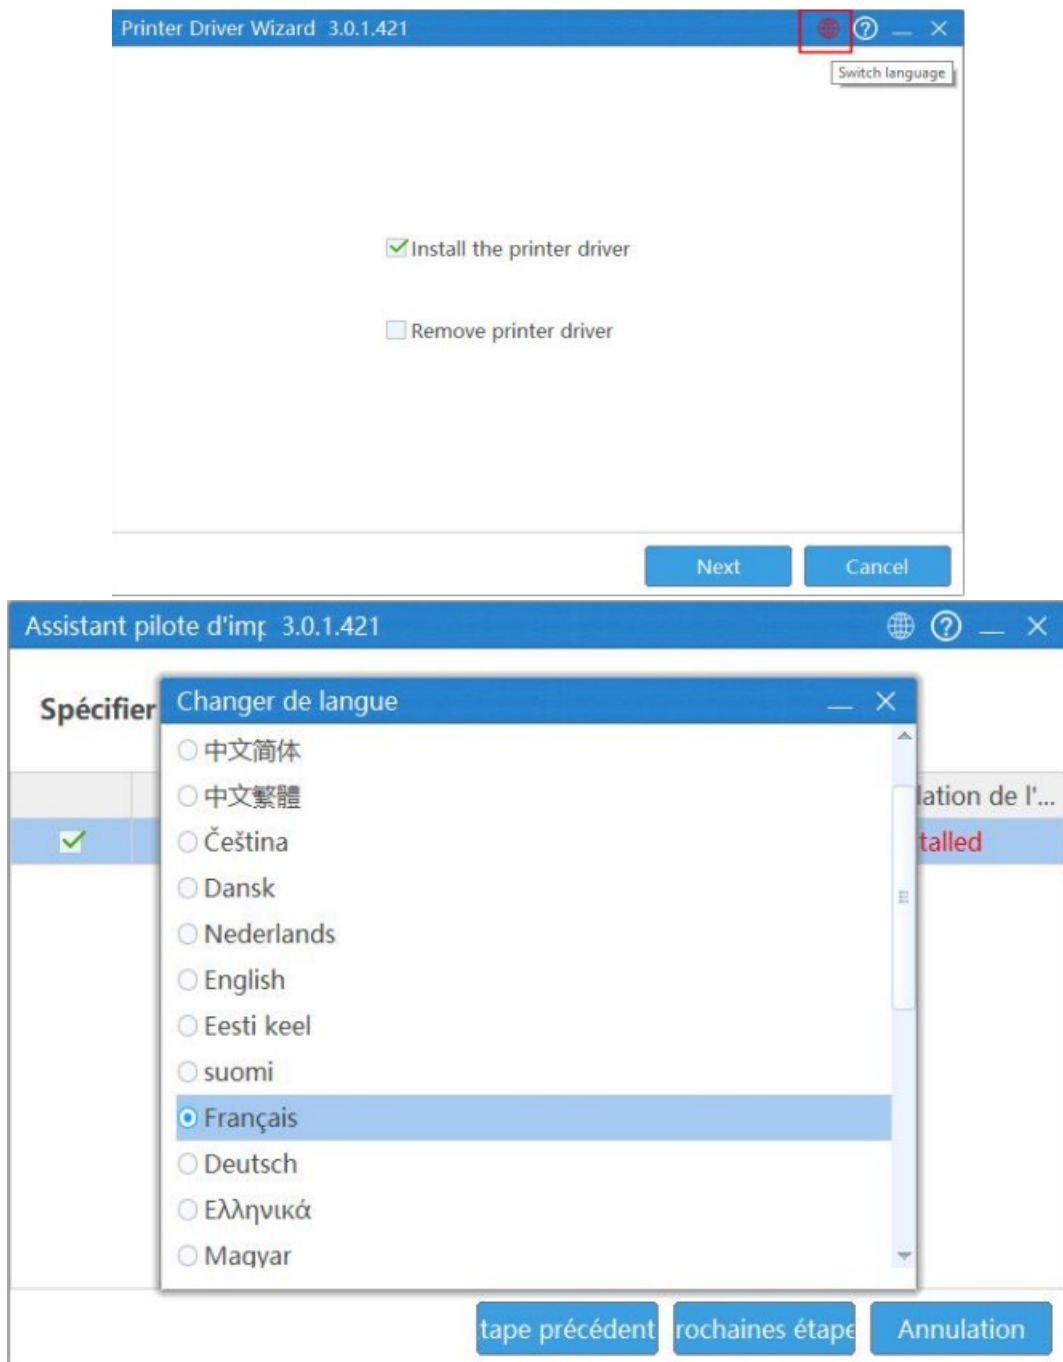 Printer Driver Wizard 3.0.1.421
Switch language
Install the printer driver
Remove printer driver
Next Cancel
Assistant pilote d'imp 3.0.1.421
Spécifier
Changer de langue
中文简体
中文繁體
lation de l'...
Čeština
talled
Dansk
Nederlands
English
Eesti keel
suomi
Français
Deutsch
Ελληνικά
Magyar
tape précédent rochaines étape Annulation